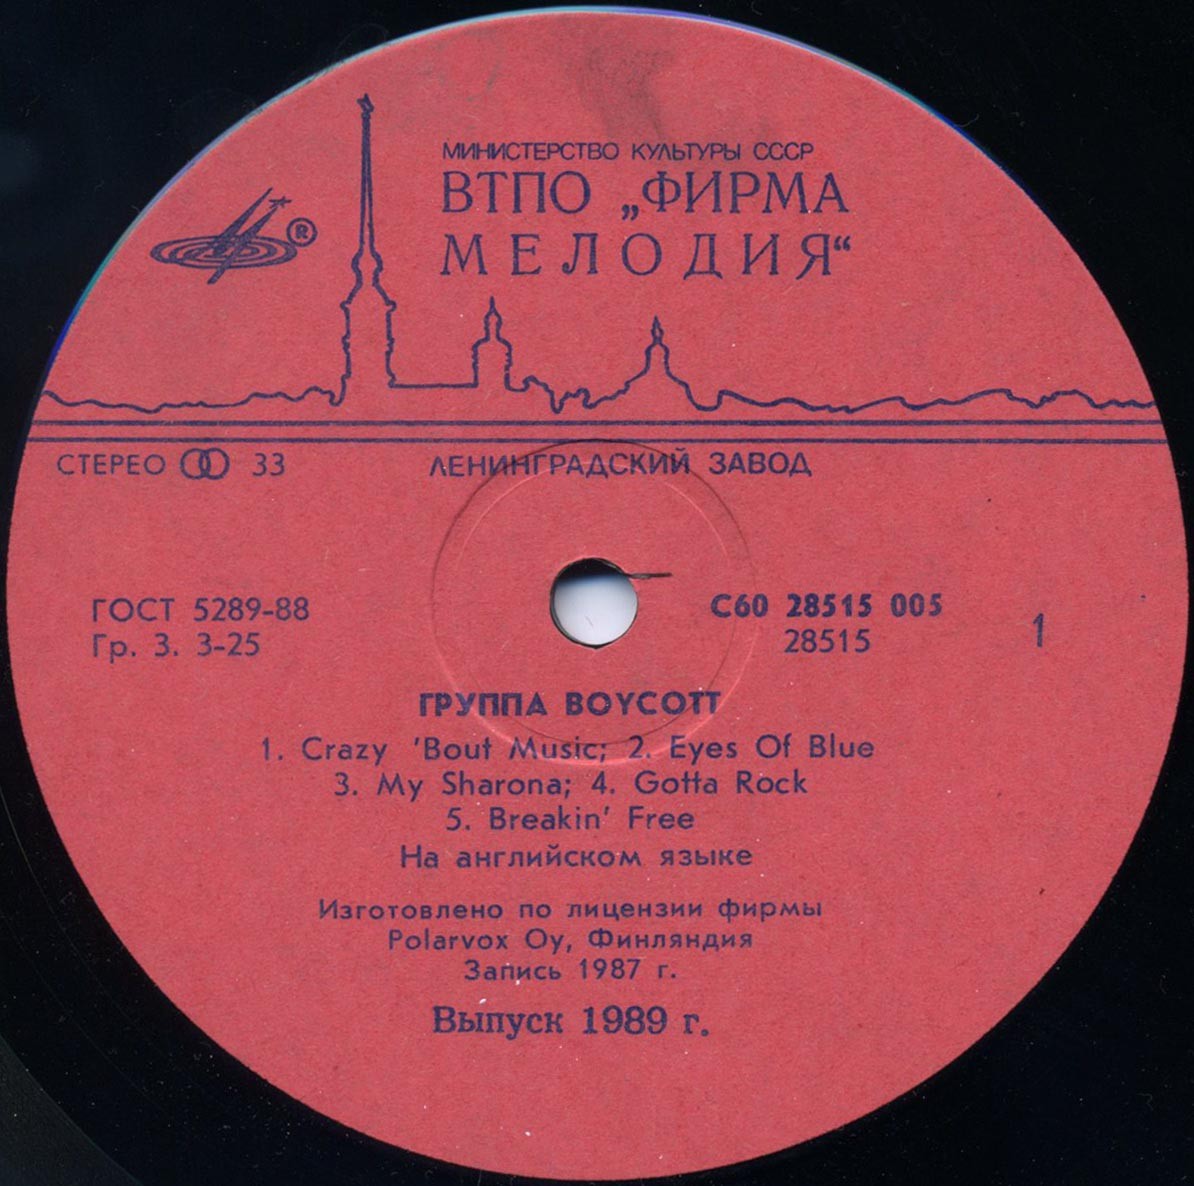 МИНИСТЕРСТВО КУЛЬТУРЫ СССР
ВТПО „ФИРМА
МЕЛОДИЯ“
®
СТЕРЕО 33
ЛЕНИНГРАДСКИЙ ЗАВОД
ГОСТ 5289-88
Гр. 3. 3-25
С60 28515 005
28515
1
ГРУППА BOYCOTT
1. Crazy 'Bout Music; 2. Eyes Of Blue
3. My Sharona; 4. Gotta Rock
5. Breakin' Free
На английском языке
Изготовлено по лицензии фирмы
Polarvox Oy, Финляндия
Запись 1987 г.
Выпуск 1989 г.